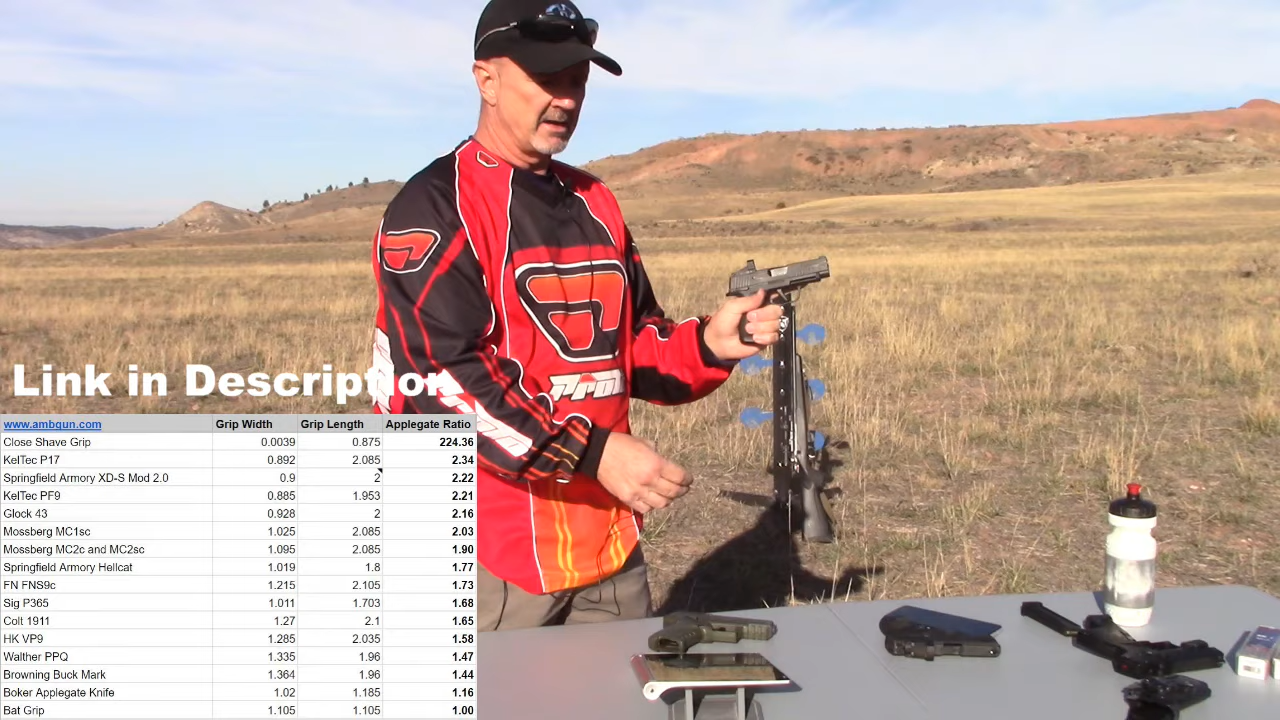 Link in Description
www.ambgun.com Grip Width Grip Length Applegate Ratio
Close Shave Grip 0.0039 0.875 224.36
KelTec P17 0.892 2.085 2.34
Springfield Armory XD-S Mod 2.0 0.9 2 2.22
KelTec PF9 0.885 1.953 2.21
Glock 43 0.928 2 2.16
Mossberg MC1sc 1.025 2.085 2.03
Mossberg MC2c and MC2sc 1.095 2.085 1.90
Springfield Armory Hellcat 1.019 1.8 1.77
FN FNS9c 1.215 2.105 1.73
Sig P365 1.011 1.703 1.68
Colt 1911 1.27 2.1 1.65
HK VP9 1.285 2.035 1.58
Walther PPQ 1.335 1.96 1.47
Browning Buck Mark 1.364 1.96 1.44
Boker Applegate Knife 1.02 1.185 1.16
Bat Grip 1.105 1.105 1.00